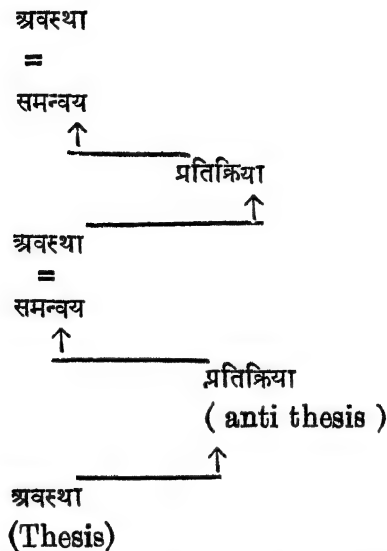 अवस्था
=
समन्वय
↑
प्रतिक्रिया
↑
अवस्था
=
समन्वय
↑
प्रतिक्रिया
( anti thesis )
↑
अवस्था
(Thesis)